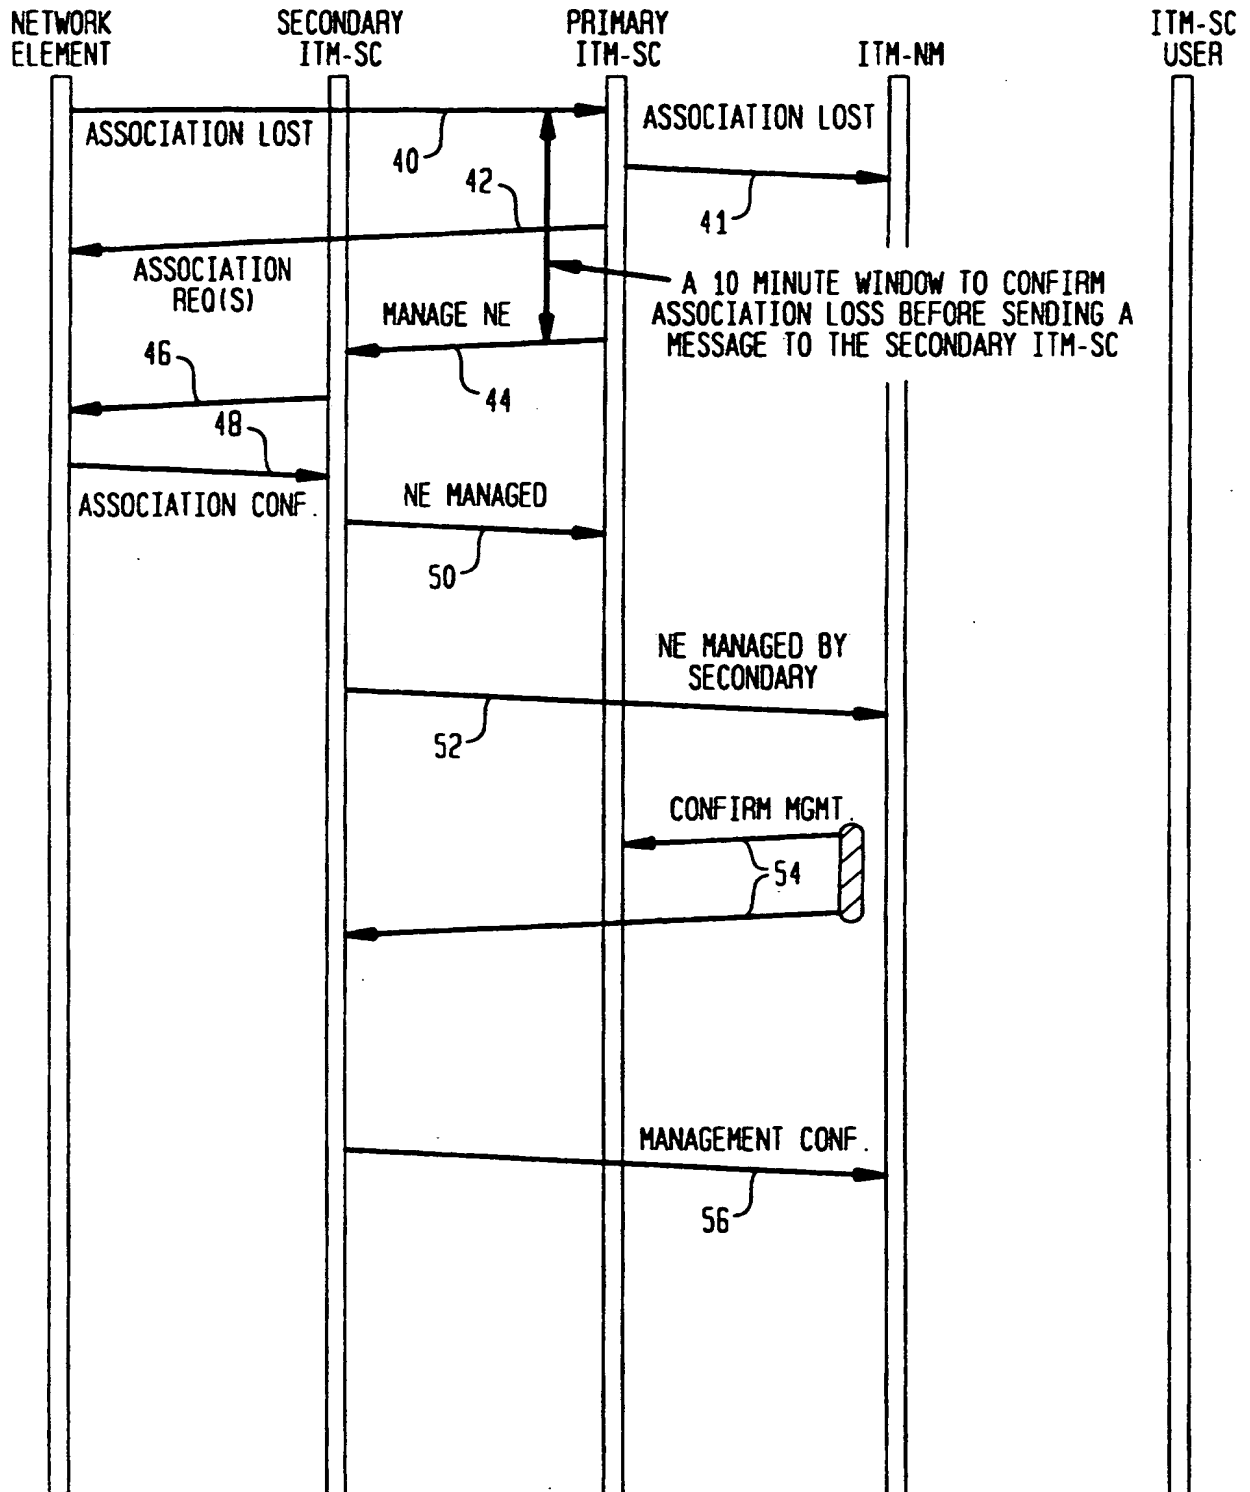 NETWORK ELEMENT
SECONDARY ITM-SC
PRIMARY ITM-SC
ITM-NM
ITM-SC USER
ASSOCIATION LOST
40
ASSOCIATION LOST
41
42
ASSOCIATION
REQ(S)
A 10 MINUTE WINDOW TO CONFIRM
ASSOCIATION LOSS BEFORE SENDING A
MESSAGE TO THE SECONDARY ITM-SC
MANAGE NE
44
46
48
ASSOCIATION CONF.
NE MANAGED
50
NE MANAGED BY
SECONDARY
52
CONFIRM MGMT.
54
MANAGEMENT CONF.
56